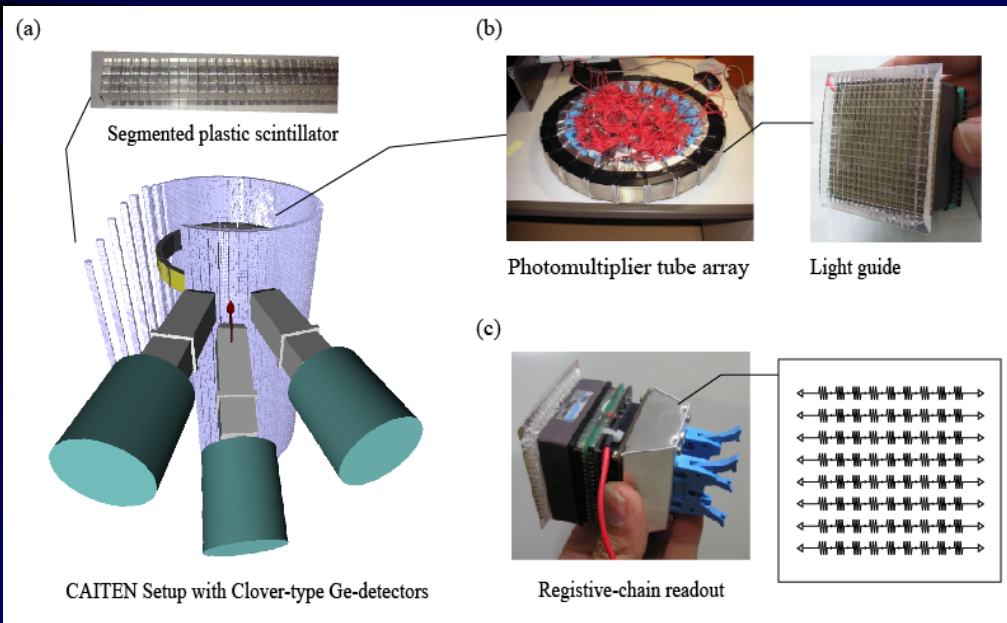 (a)
Segmented plastic scintillator
CAITEN Setup with Clover-type Ge-detectors
(b)
Photomultiplier tube array
Light guide
(c)
Registive-chain readout